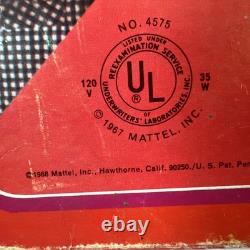 NO. 4575
LISTED UNDER
REEXAMINATION SERVICE
120
V
UL
®
35
W
OF
UNDERWRITERS' LABORATORIES, INC.
© 1967 MATTEL, INC.
©1968 Mattel, Inc., Hawthorne, Calif. 90250./U. S. Pat. Pen